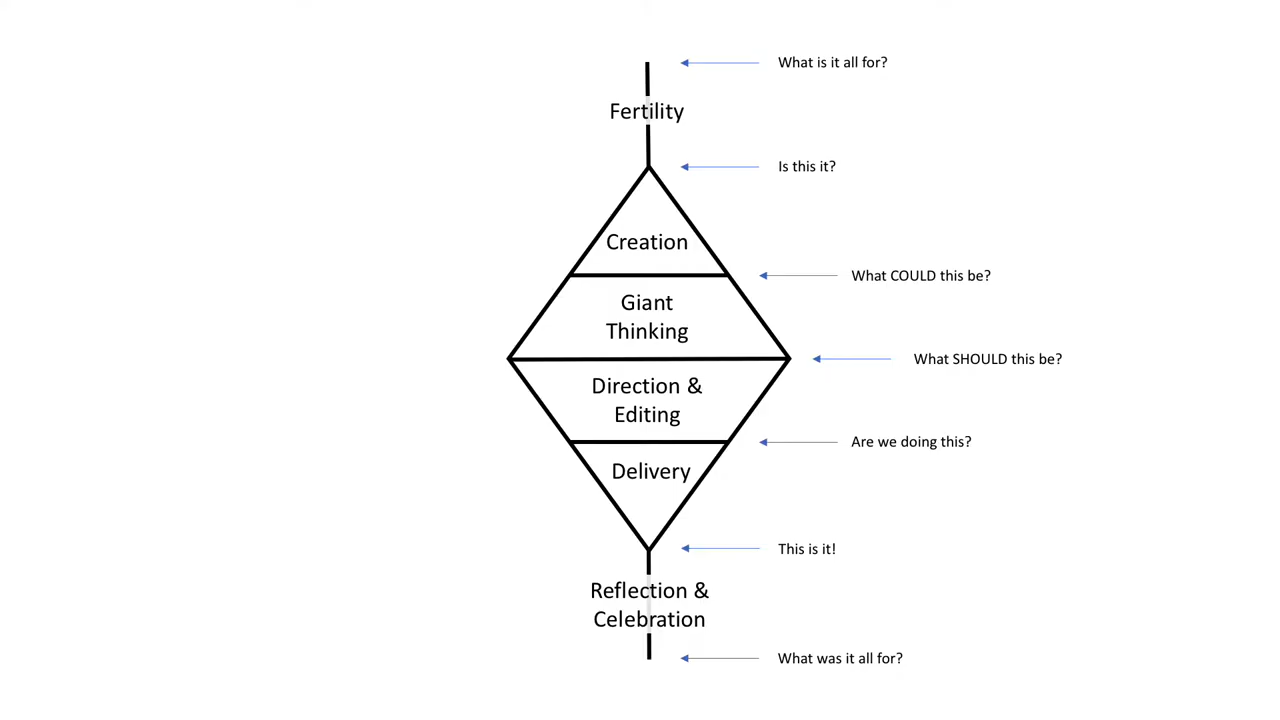 What is it all for?
Fertility
Is this it?
Creation
What COULD this be?
Giant
Thinking
What SHOULD this be?
Direction &
Editing
Are we doing this?
Delivery
This is it!
Reflection &
Celebration
What was it all for?